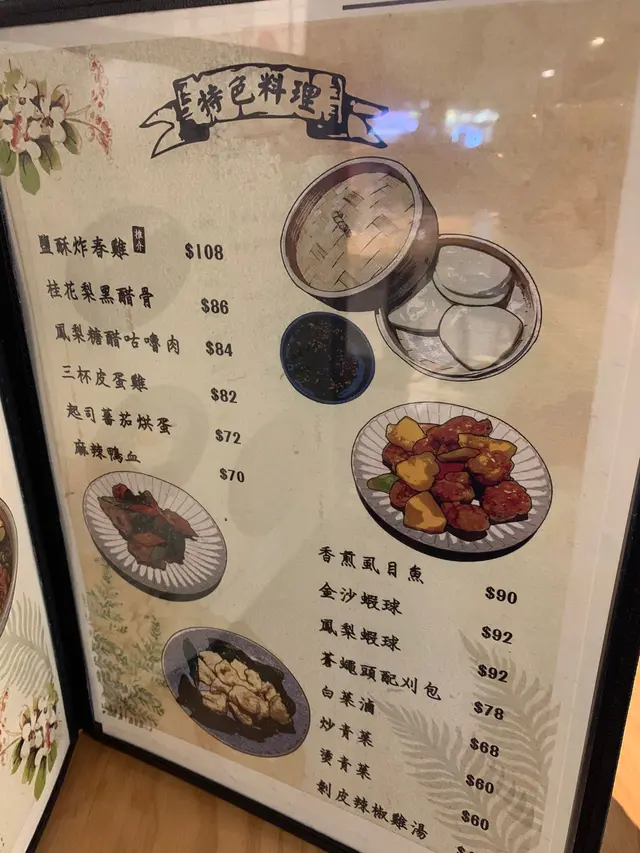 特色料理
鹽酥炸春雞 推介 $108
桂花梨黑醋骨 $86
鳳梨糖醋咕嚕肉 $84
三杯皮蛋雞 $82
起司蕃茄烘蛋 $72
麻辣鴨血 $70
香煎虱目魚 $90
金沙蝦球 $92
鳳梨蝦球 $92
蒼蠅頭配刈包 $78
白菜滷 $68
炒青菜 $60
燙青菜 $60
剝皮辣椒雞湯